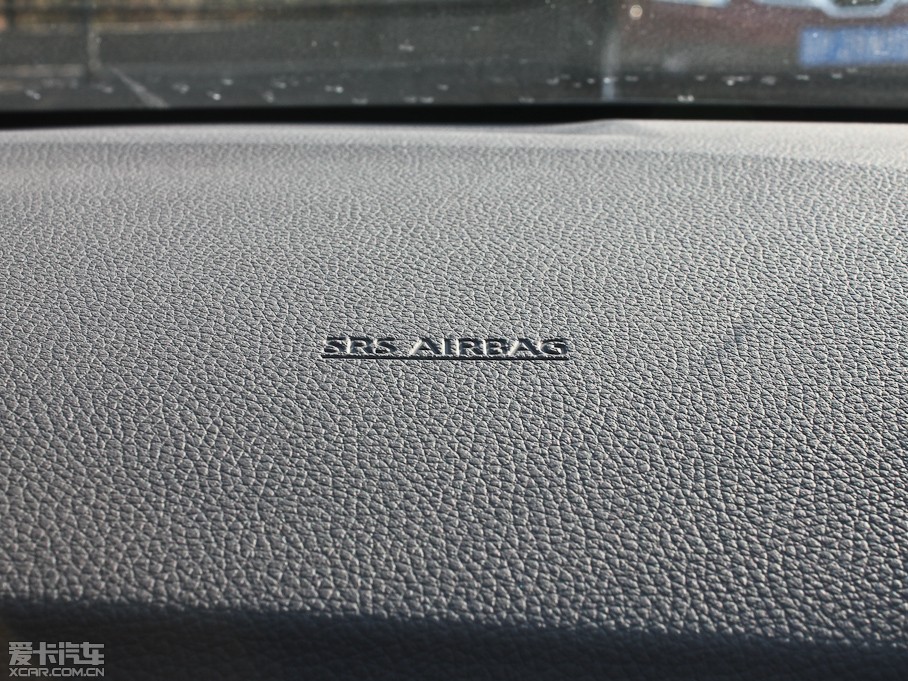 SRS AIRBAG
爱卡汽车
XCAR.COM.CN